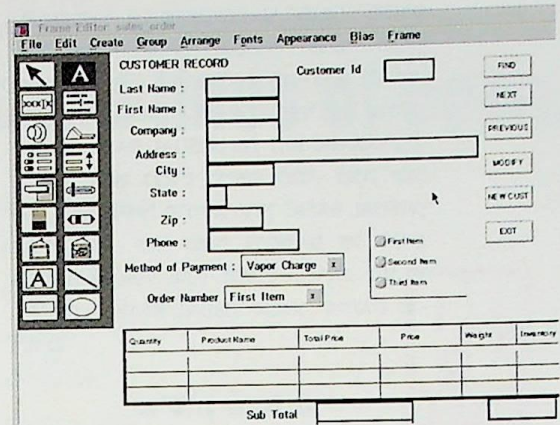 Frame Editor: sales_order
File Edit Create Group Arrange Fonts Appearance Bias Frame
CUSTOMER RECORD
Customer Id
Last Name :
First Name :
Company :
Address :
City :
State :
Zip :
Phone :
Method of Payment : Vapor Charge
Order Number First Item
First Item
Second Item
Third Item
FIND
NEXT
PREVIOUS
MODIFY
NEW CUST
EXIT
A
A
Quantity Product Name Total Price Price Weight Inventory
Sub Total